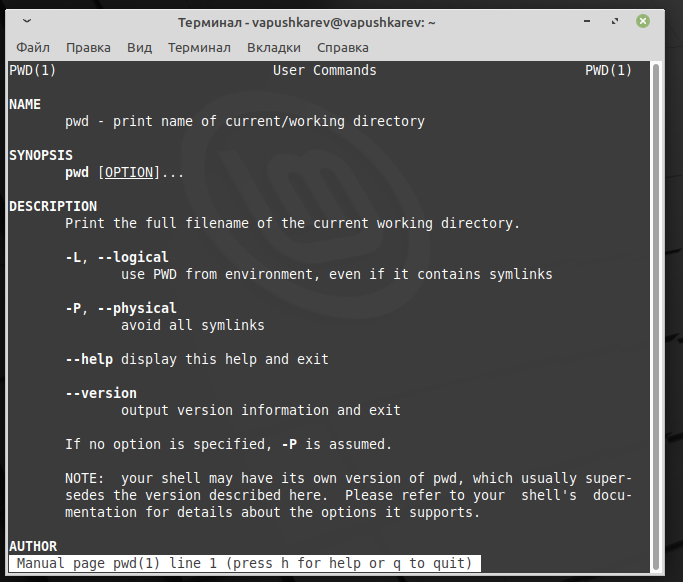 Терминал - vapushkarev@vapushkarev: ~
Файл Правка Вид Терминал Вкладки Справка
PWD(1) User Commands PWD(1)
NAME
pwd - print name of current/working directory
SYNOPSIS
pwd [OPTION]...
DESCRIPTION
Print the full filename of the current working directory.
-L, --logical
use PWD from environment, even if it contains symlinks
-P, --physical
avoid all symlinks
--help display this help and exit
--version
output version information and exit
If no option is specified, -P is assumed.
NOTE: your shell may have its own version of pwd, which usually super-
sedes the version described here. Please refer to your shell's docu-
mentation for details about the options it supports.
AUTHOR
Manual page pwd(1) line 1 (press h for help or q to quit)